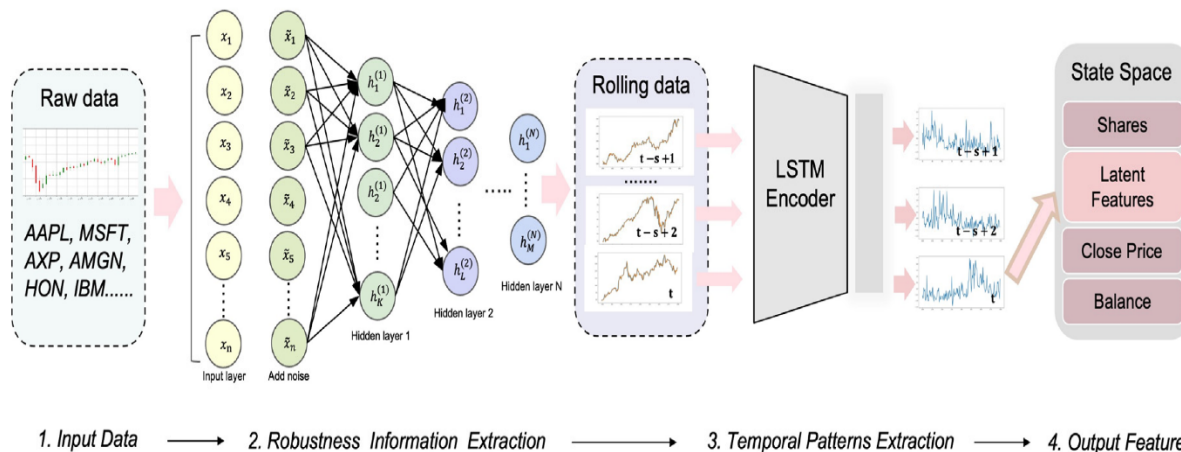 Raw data
AAPL, MSFT,
AXP, AMGN,
HON, IBM......
x₁
x₂
x₃
x₄
x₅
xₙ
Input layer
x̃₁
x̃₂
x̃₃
x̃₄
x̃₅
x̃ₙ
Add noise
h₁⁽¹⁾
h₂⁽¹⁾
h₂⁽¹⁾
h_K⁽¹⁾
Hidden layer 1
h₁⁽²⁾
h₂⁽²⁾
h_L⁽²⁾
Hidden layer 2
h₁⁽ᴺ⁾
h_M⁽ᴺ⁾
Hidden layer N
Rolling data
t−s+1
.......
t−s+2
t
LSTM
Encoder
t−s+1
t−s+2
t
State Space
Shares
Latent
Features
Close Price
Balance
1. Input Data
2. Robustness Information Extraction
3. Temporal Patterns Extraction
4. Output Feature